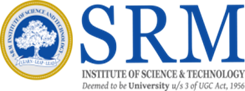 SRM
INSTITUTE OF SCIENCE & TECHNOLOGY
Deemed to be University u/s 3 of UGC Act, 1956